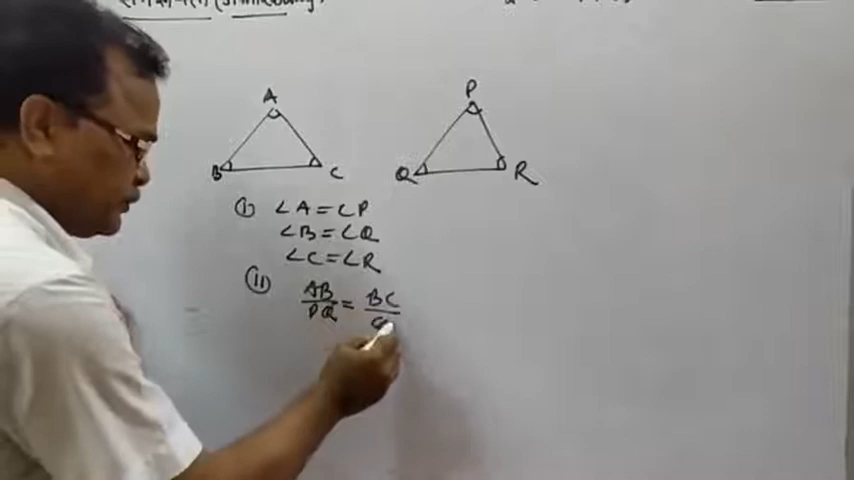 A
P
B
C
Q
R
(i) ∠A = ∠P
∠B = ∠Q
∠C = ∠R
(ii) AB/PQ = BC/